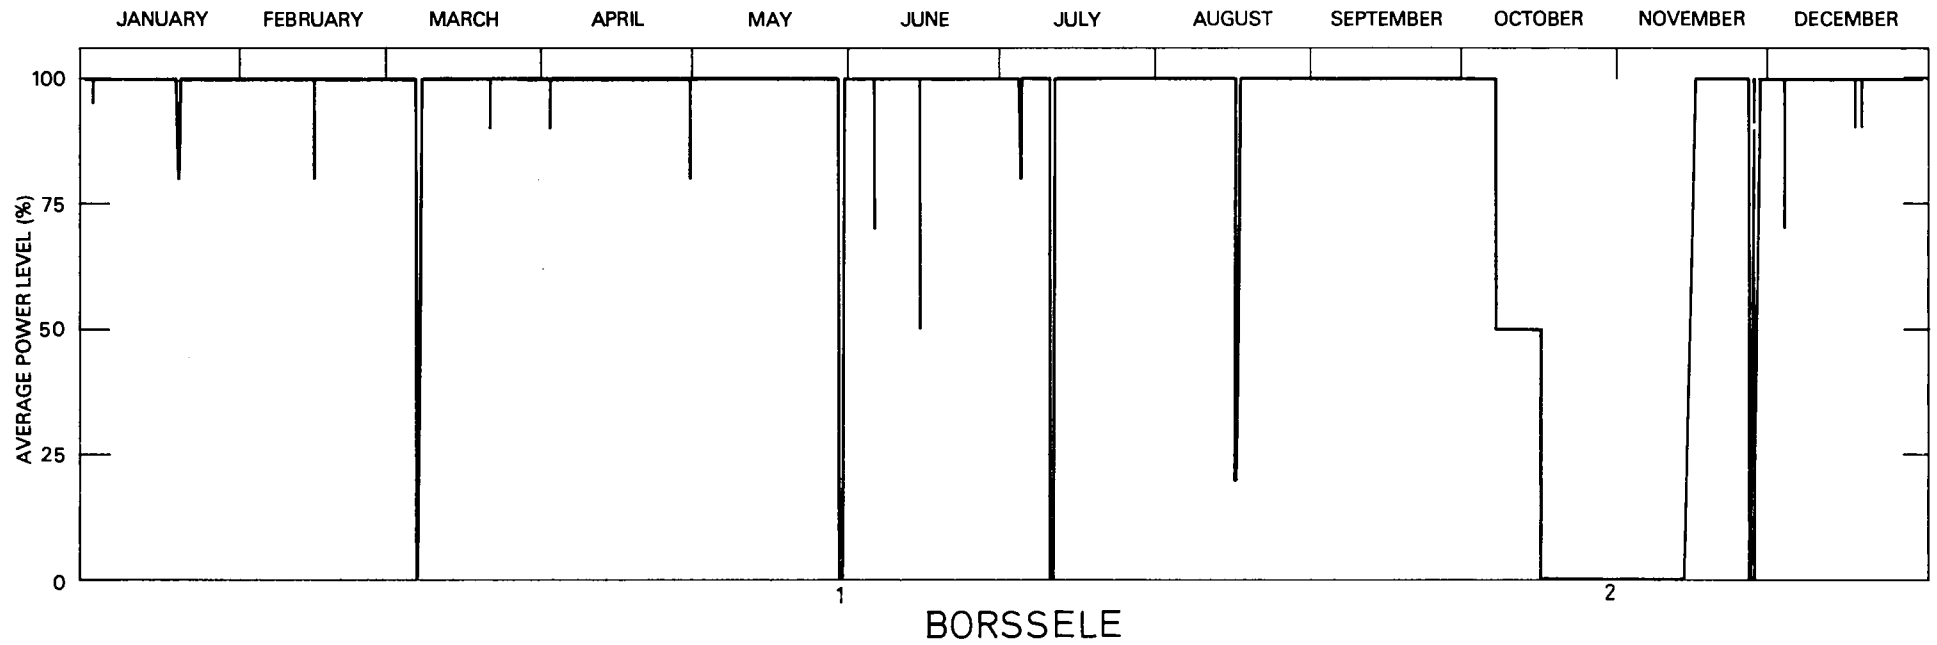 JANUARY FEBRUARY MARCH APRIL MAY JUNE JULY AUGUST SEPTEMBER OCTOBER NOVEMBER DECEMBER
AVERAGE POWER LEVEL (%)
100
75
50
25
0
1 2
BORSSELE